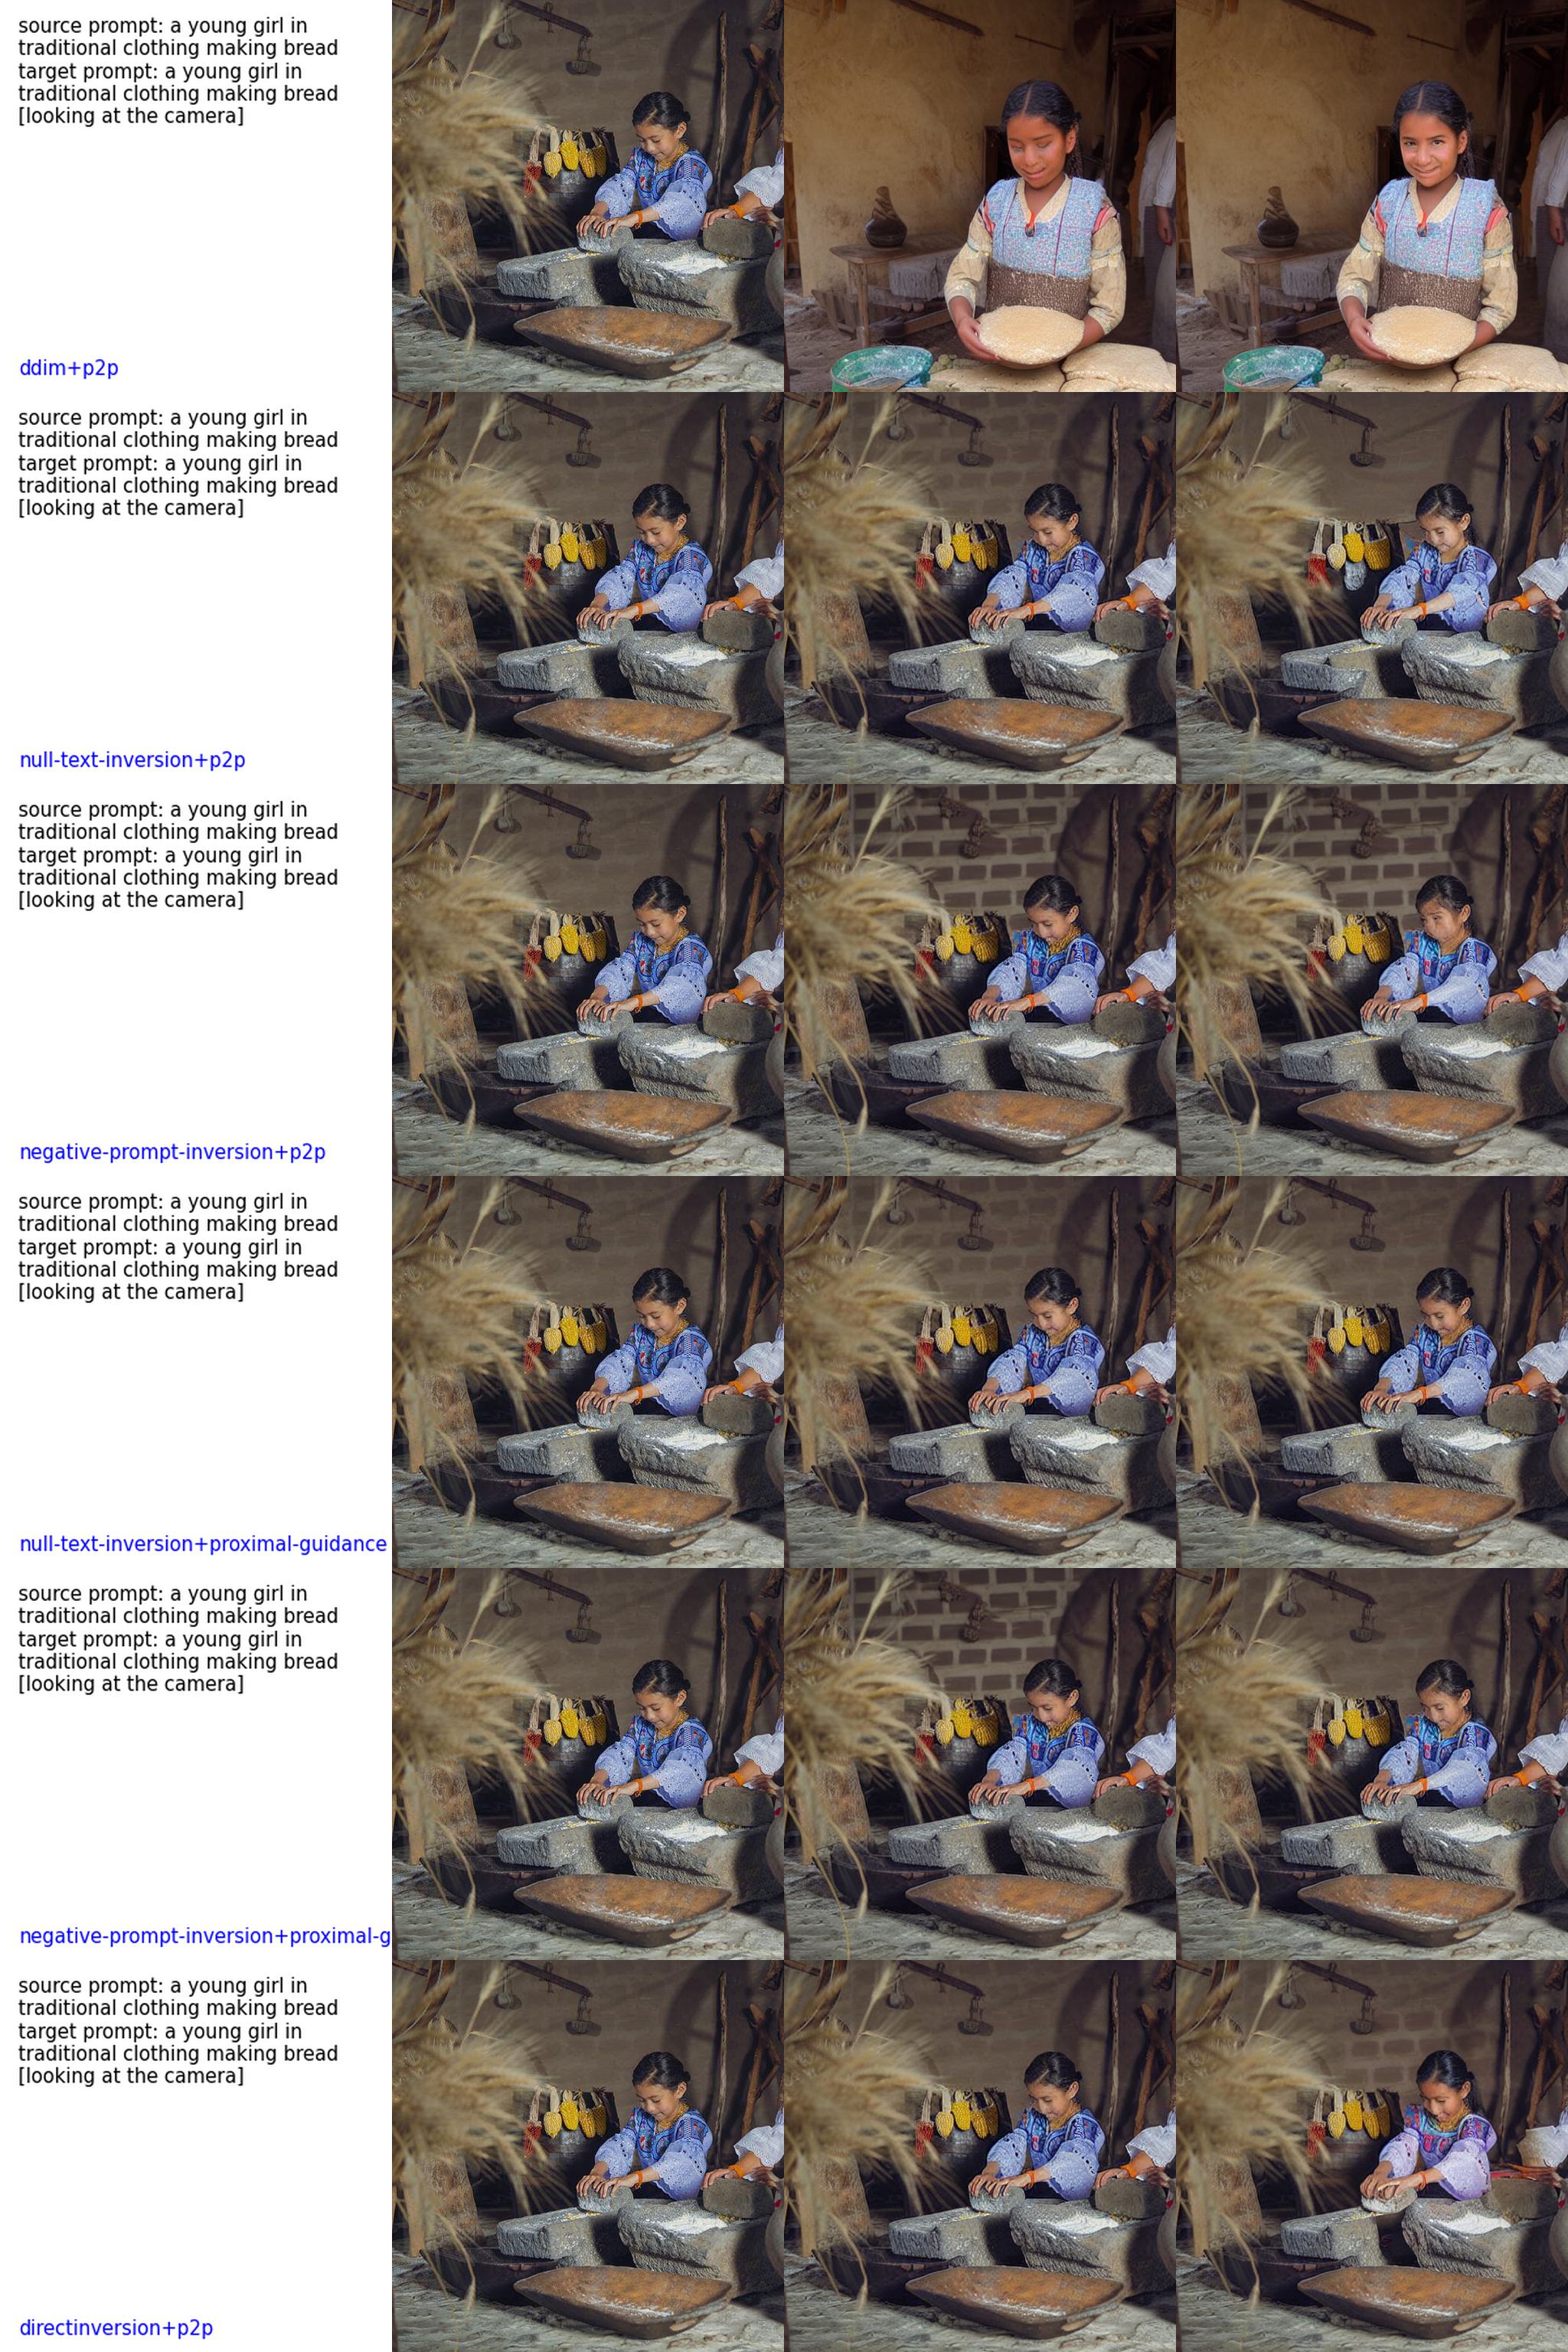 source prompt: a young girl in
traditional clothing making bread
target prompt: a young girl in
traditional clothing making bread
[looking at the camera]
ddim+p2p
source prompt: a young girl in
traditional clothing making bread
target prompt: a young girl in
traditional clothing making bread
[looking at the camera]
null-text-inversion+p2p
source prompt: a young girl in
traditional clothing making bread
target prompt: a young girl in
traditional clothing making bread
[looking at the camera]
negative-prompt-inversion+p2p
source prompt: a young girl in
traditional clothing making bread
target prompt: a young girl in
traditional clothing making bread
[looking at the camera]
null-text-inversion+proximal-guidance
source prompt: a young girl in
traditional clothing making bread
target prompt: a young girl in
traditional clothing making bread
[looking at the camera]
negative-prompt-inversion+proximal-g
source prompt: a young girl in
traditional clothing making bread
target prompt: a young girl in
traditional clothing making bread
[looking at the camera]
directinversion+p2p